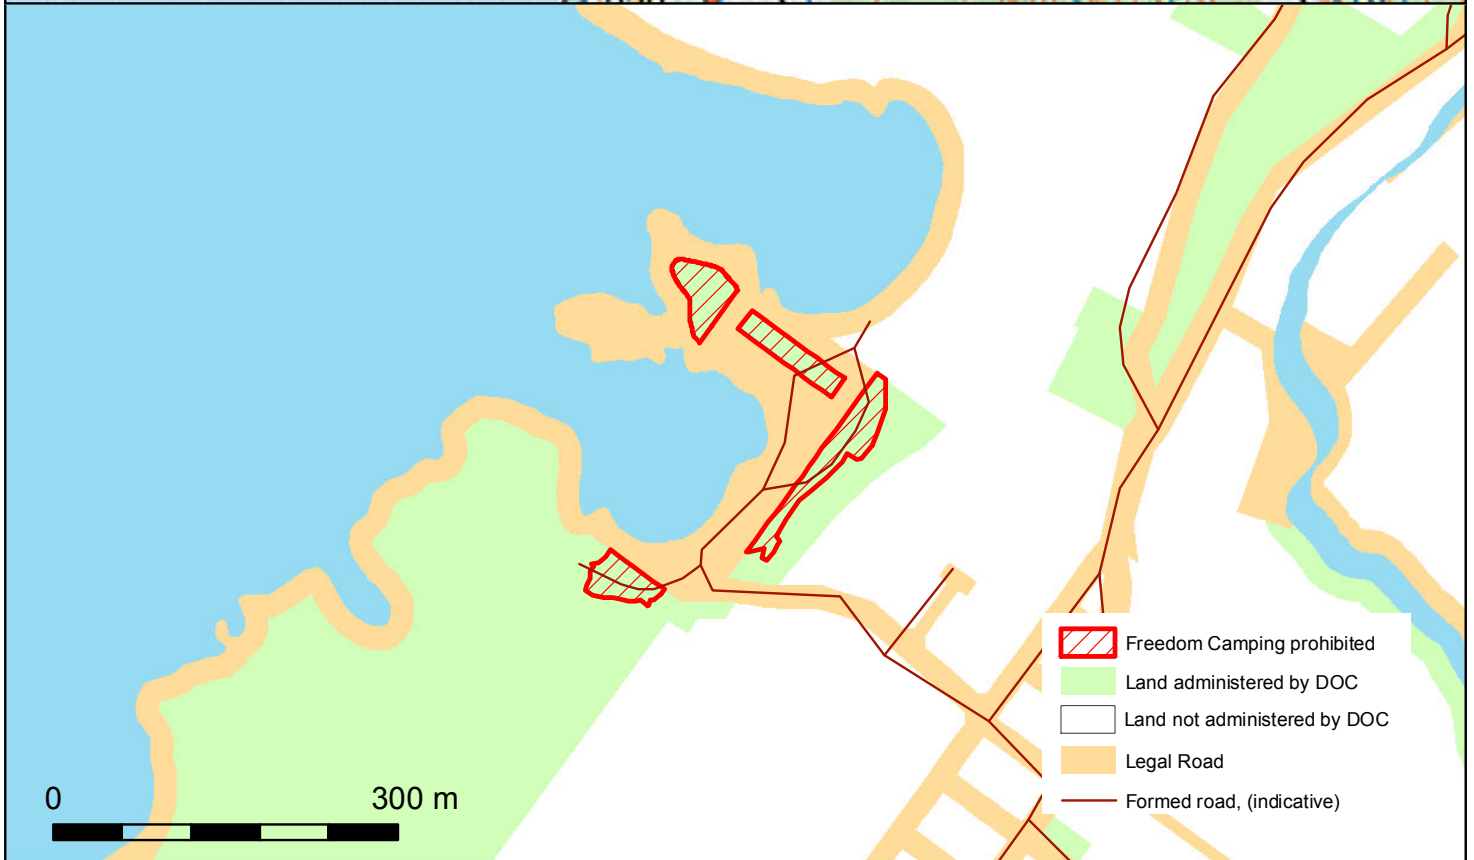 Freedom Camping prohibited
Land administered by DOC
Land not administered by DOC
Legal Road
Formed road, (indicative)
0 300 m